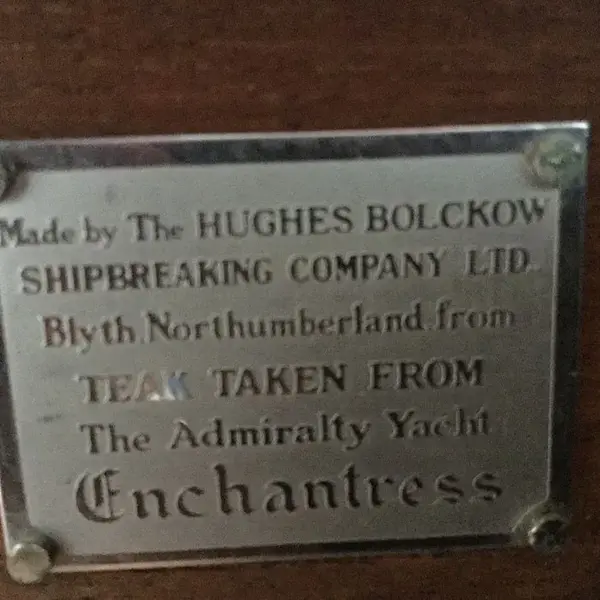 Made by The HUGHES BOLCKOW
SHIPBREAKING COMPANY LTD.
Blyth. Northumberland. from
TEAK TAKEN FROM
The Admiralty Yacht
Enchantress